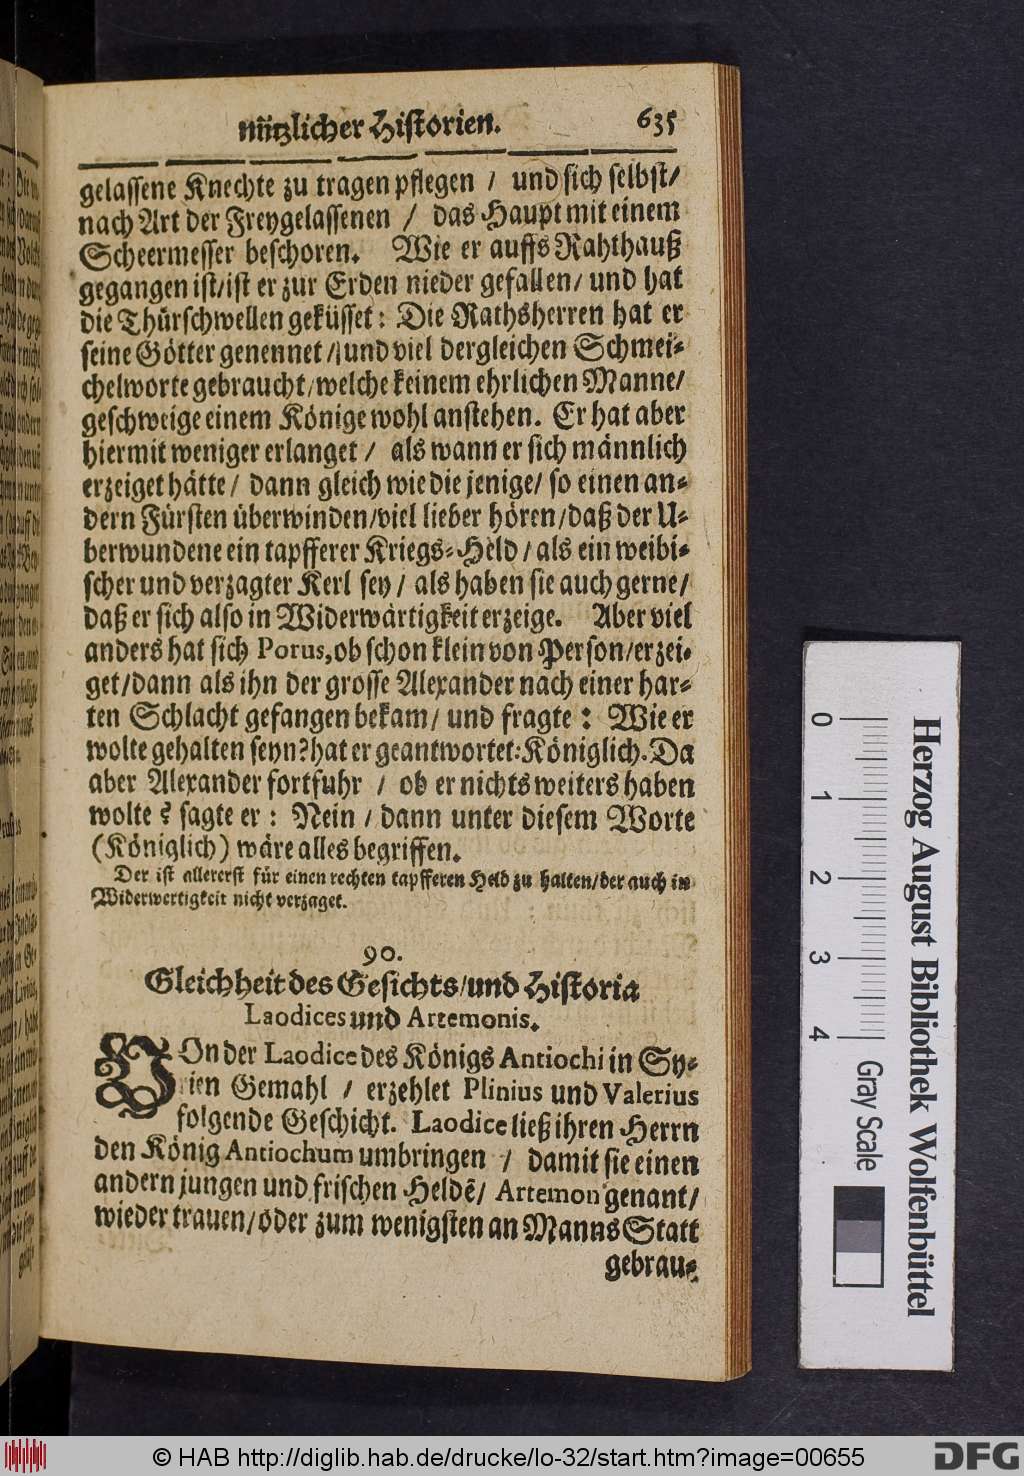 nützlicher Historien. 635
gelassene Knechte zu tragen pflegen / und sich selbst/
nach Art der Freygelassenen / das Haupt mit einem
Scheermesser beschoren. Wie er auffs Rahthauß
gegangen ist/ist er zur Erden nieder gefallen/ und hat
die Thürschwellen geküsset: Die Rathsherren hat er
seine Götter genennet / und viel dergleichen Schmei-
chelworte gebraucht/welche keinem ehrlichen Manne/
geschweige einem Könige wohl anstehen. Er hat aber
hiermit weniger erlanget / als wann er sich männlich
erzeiget hätte/ dann gleich wie die jenige/ so einen an-
dern Fürsten überwinden/viel lieber hören/daß der U-
berwundene ein tapfferer Kriegs-Held/als ein weibi-
scher und verzagter Kerl sey/ als haben sie auch gerne/
daß er sich also in Widerwärtigkeit erzeige. Aber viel
anders hat sich Porus, ob schon klein von Person/erzei-
get/dann als ihn der grosse Alexander nach einer har-
ten Schlacht gefangen bekam/ und fragte: Wie er
wolte gehalten seyn? hat er geantwortet: Königlich. Da
aber Alexander fortfuhr / ob er nichts weiters haben
wolte? sagte er: Nein / dann unter diesem Worte
(Königlich) wäre alles begriffen.
Der ist allererst für einen rechten tapfferen Held zu halten/der auch in
Widerwertigkeit nicht verzaget.
90.
Gleichheit des Gesichts/und Historia
Laodices und Artemonis.
VOn der Laodice des Königs Antiochi in Sy-
rien Gemahl / erzehlet Plinius und Valerius
folgende Geschicht. Laodice ließ ihren Herrn
den König Antiochum umbringen / damit sie einen
andern jungen und frischen Heldẽ/ Artemon genant/
wieder trauen/oder zum wenigsten an Manns Statt
gebrau-
Herzog August Bibliothek Wolfenbüttel
0 1 2 3 4 Gray Scale
© HAB http://diglib.hab.de/drucke/lo-32/start.htm?image=00655
DFG